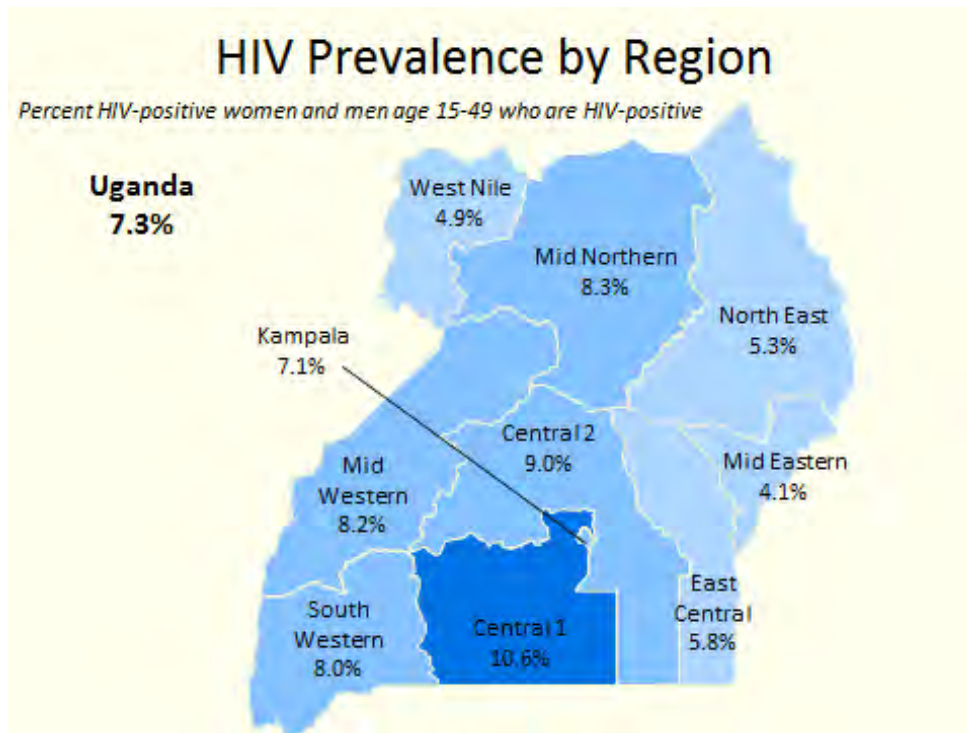 HIV Prevalence by Region
Percent HIV-positive women and men age 15-49 who are HIV-positive
Uganda
7.3%
West Nile
4.9%
Mid Northern
8.3%
North East
5.3%
Kampala
7.1%
Central 2
9.0%
Mid Eastern
4.1%
Mid
Western
8.2%
East
Central
5.8%
South
Western
8.0%
Central 1
10.6%